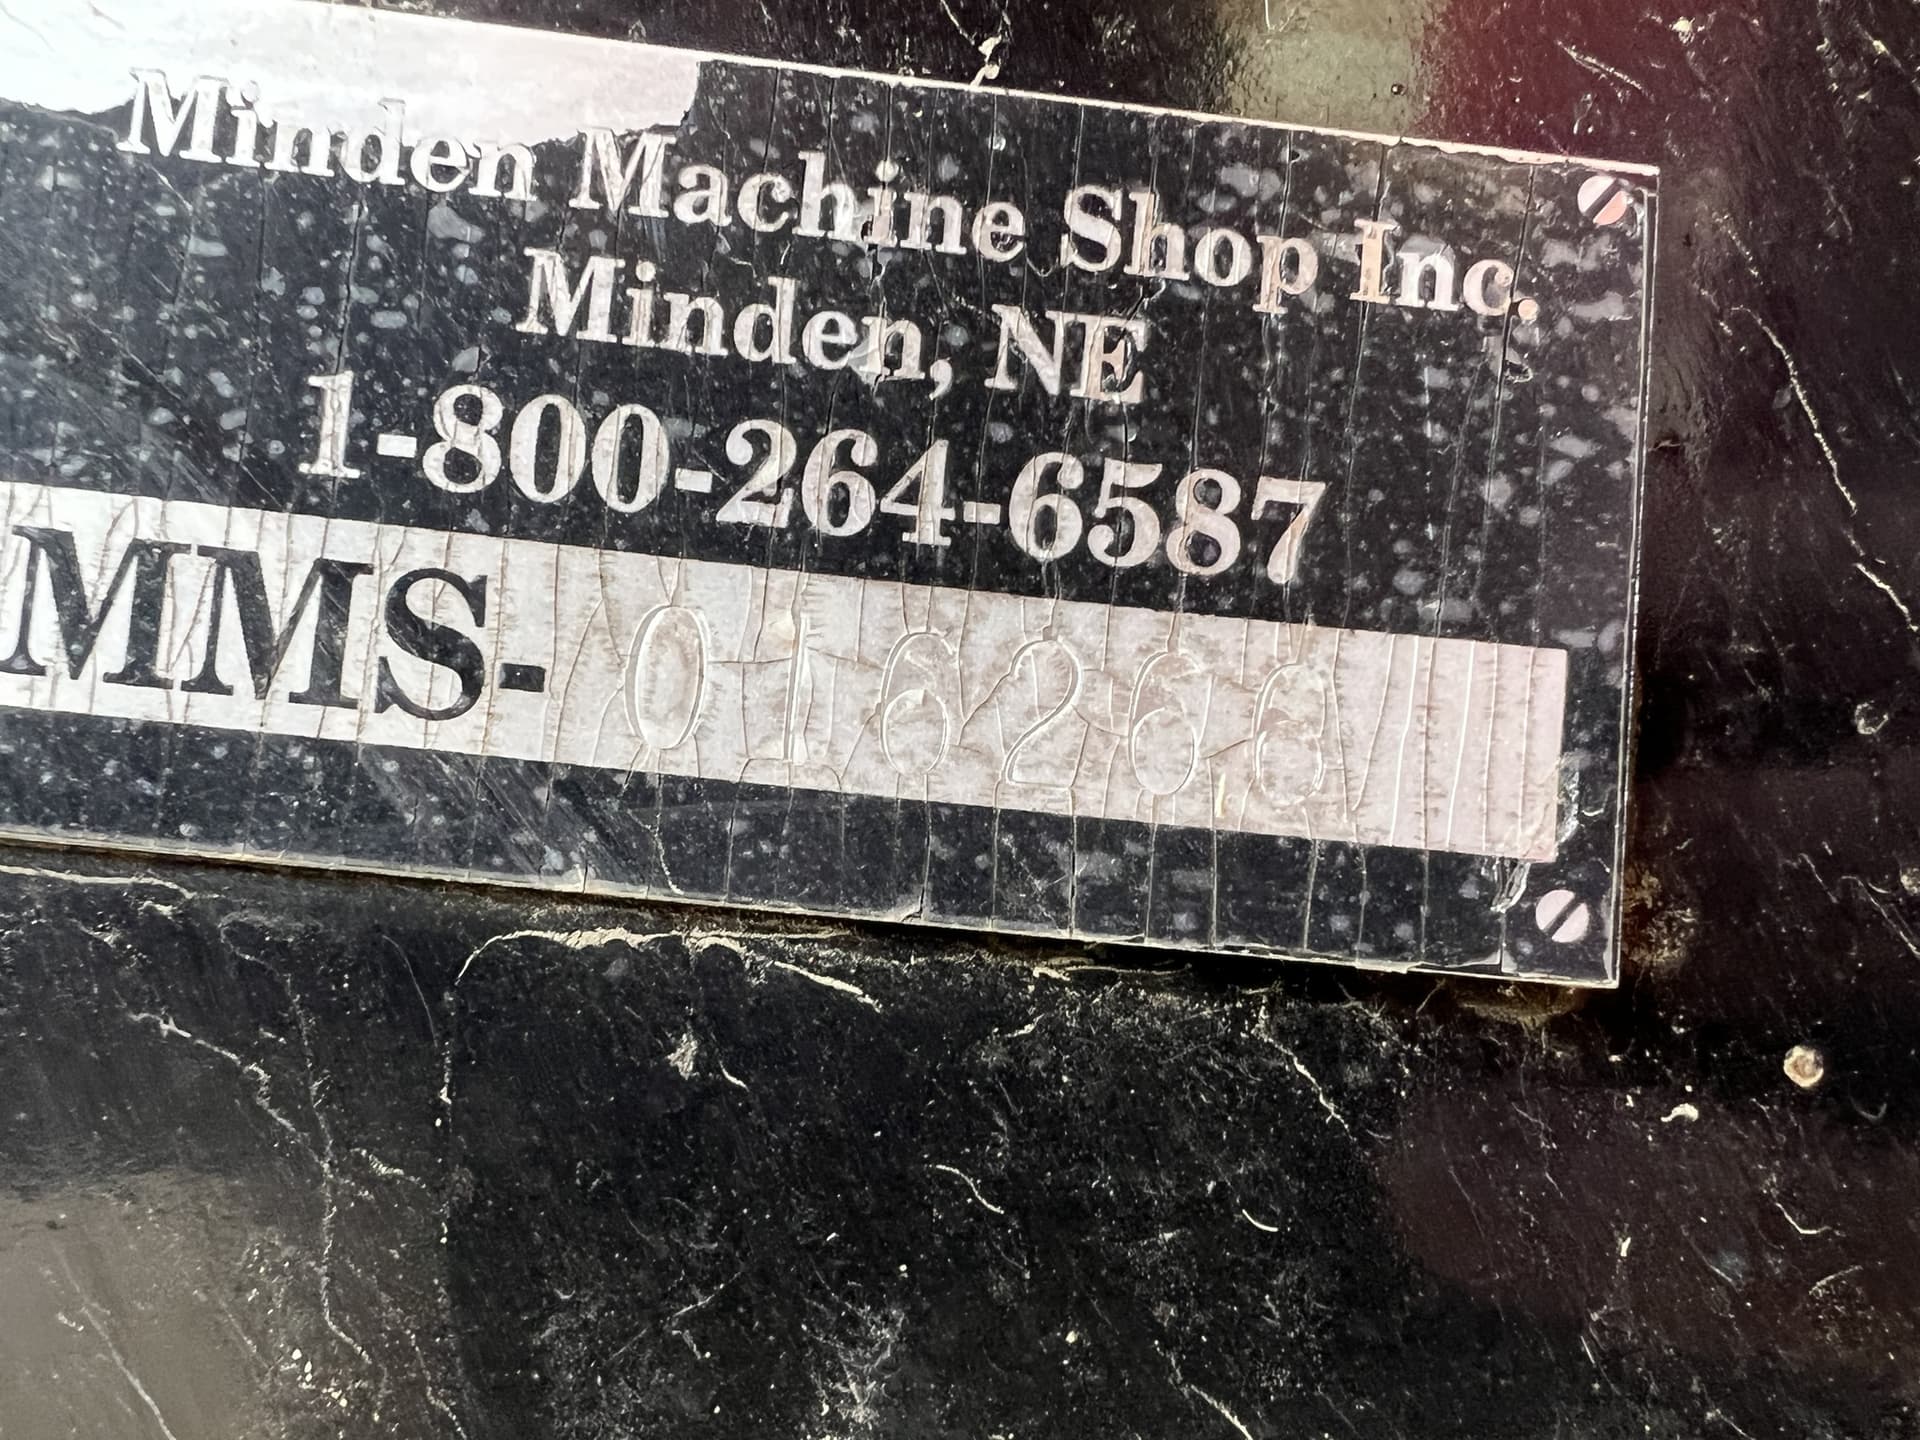 Minden Machine Shop Inc.
Minden, NE
1-800-264-6587
MMS-016266